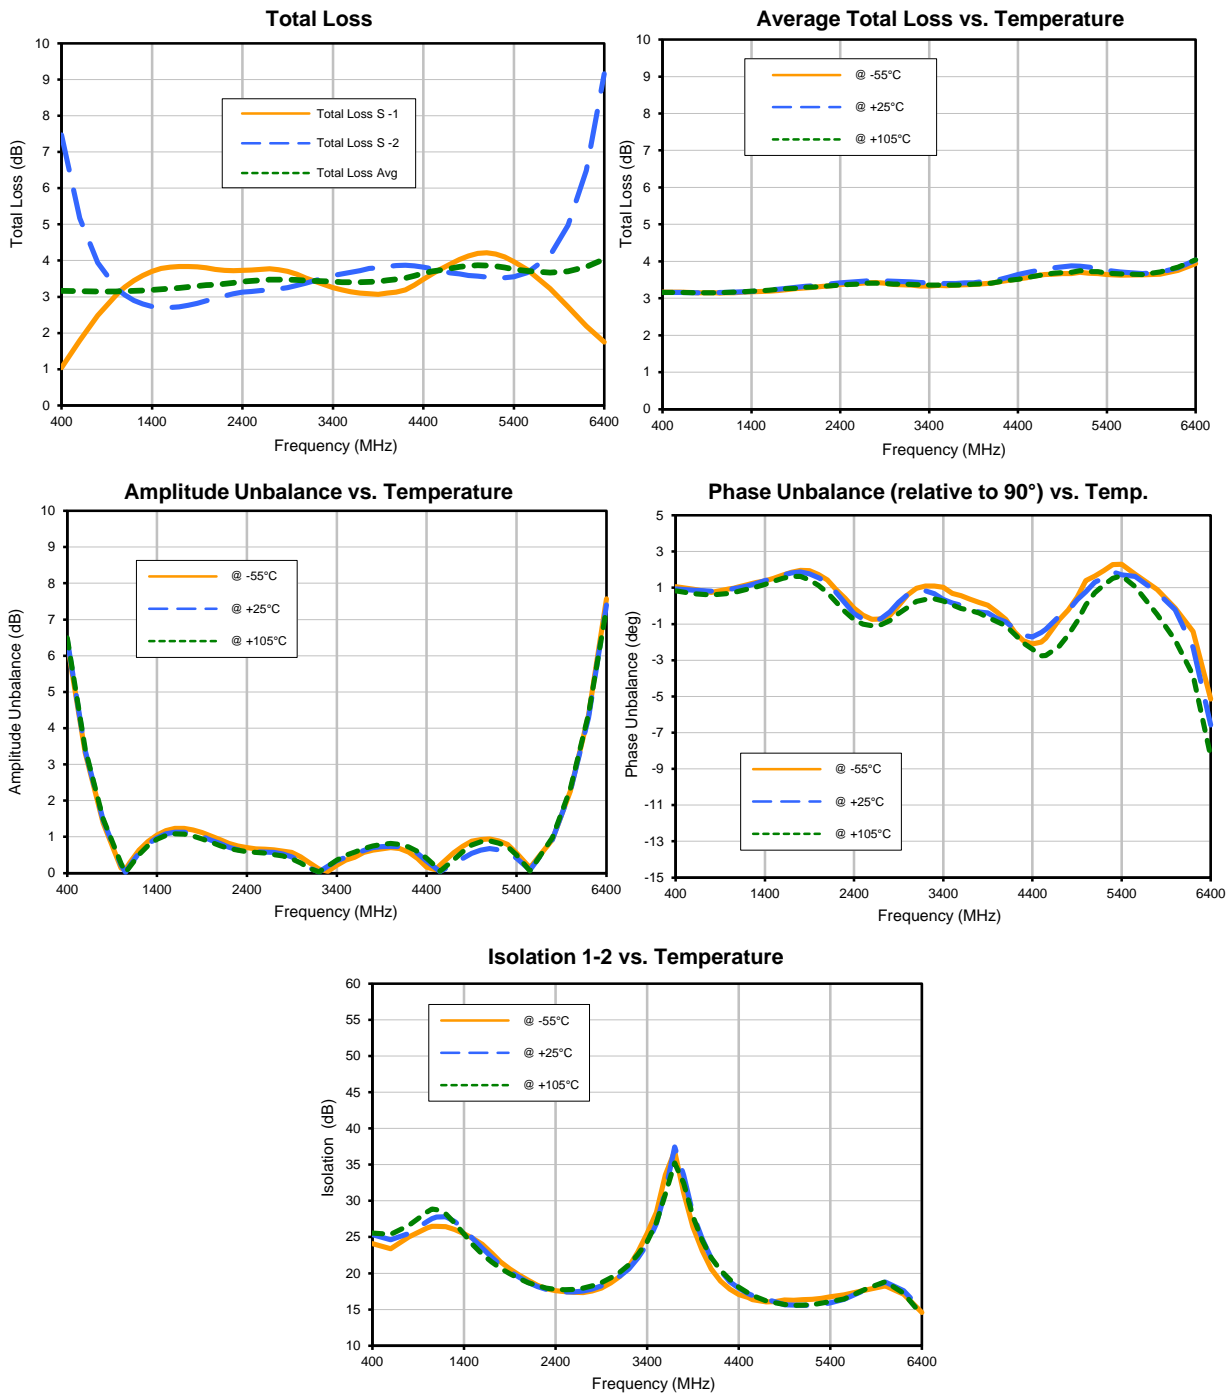 Total Loss
10
9
8
7
6
5
4
3
2
1
0
Total Loss (dB)
Total Loss S -1
Total Loss S -2
Total Loss Avg
400 1400 2400 3400 4400 5400 6400
Frequency (MHz)
Average Total Loss vs. Temperature
10
9
8
7
6
5
4
3
2
1
0
Total Loss (dB)
@ -55°C
@ +25°C
@ +105°C
400 1400 2400 3400 4400 5400 6400
Frequency (MHz)
Amplitude Unbalance vs. Temperature
10
9
8
7
6
5
4
3
2
1
0
Amplitude Unbalance (dB)
@ -55°C
@ +25°C
@ +105°C
400 1400 2400 3400 4400 5400 6400
Frequency (MHz)
Phase Unbalance (relative to 90°) vs. Temp.
5
3
1
-1
-3
-5
-7
-9
-11
-13
-15
Phase Unbalance (deg)
@ -55°C
@ +25°C
@ +105°C
400 1400 2400 3400 4400 5400 6400
Frequency (MHz)
Isolation 1-2 vs. Temperature
60
55
50
45
40
35
30
25
20
15
10
Isolation (dB)
@ -55°C
@ +25°C
@ +105°C
400 1400 2400 3400 4400 5400 6400
Frequency (MHz)